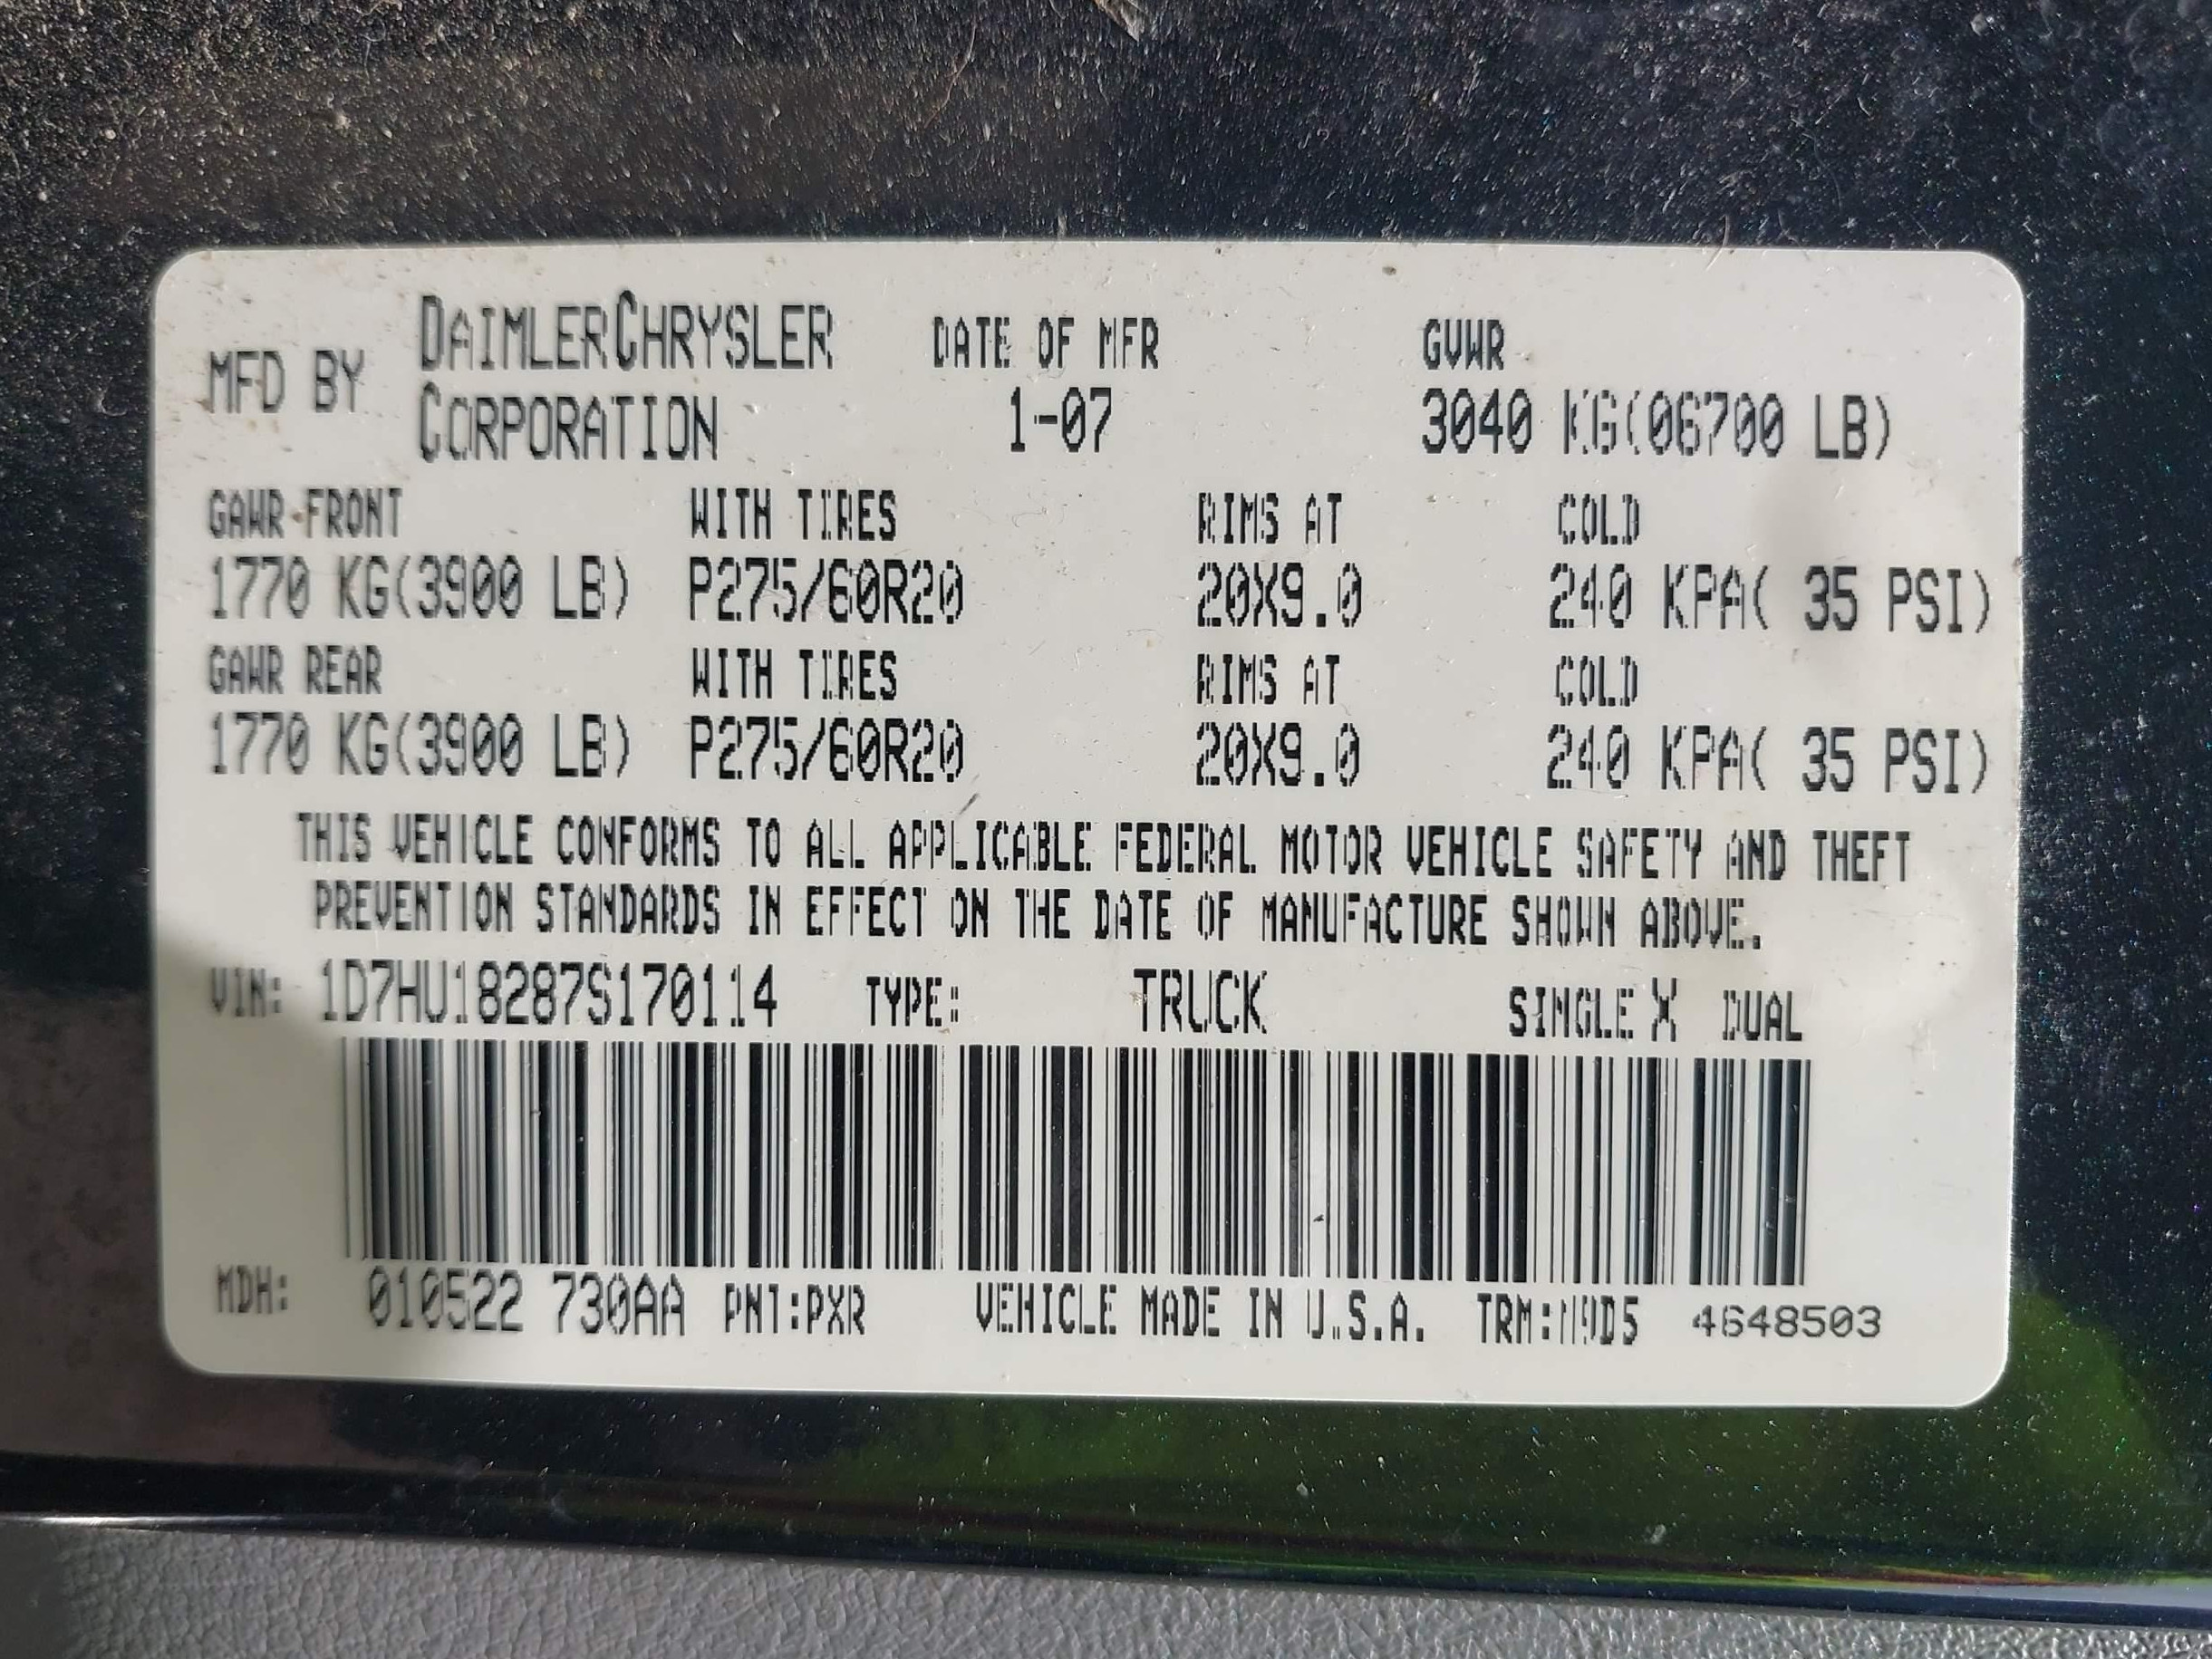 MFD BY DAIMLERCHRYSLER CORPORATION DATE OF MFR 1-07 GVWR 3040 KG(06700 LB)
GAWR FRONT WITH TIRES RIMS AT COLD
1770 KG(3900 LB) P275/60R20 20X9.0 240 KPA( 35 PSI)
GAWR REAR WITH TIRES RIMS AT COLD
1770 KG(3900 LB) P275/60R20 20X9.0 240 KPA( 35 PSI)
THIS VEHICLE CONFORMS TO ALL APPLICABLE FEDERAL MOTOR VEHICLE SAFETY AND THEFT
PREVENTION STANDARDS IN EFFECT ON THE DATE OF MANUFACTURE SHOWN ABOVE.
VIN: 1D7HU18287S170114 TYPE: TRUCK SINGLE X DUAL
MDH: 010522 730AA PNT:PXR VEHICLE MADE IN U.S.A. TRM: 4648503